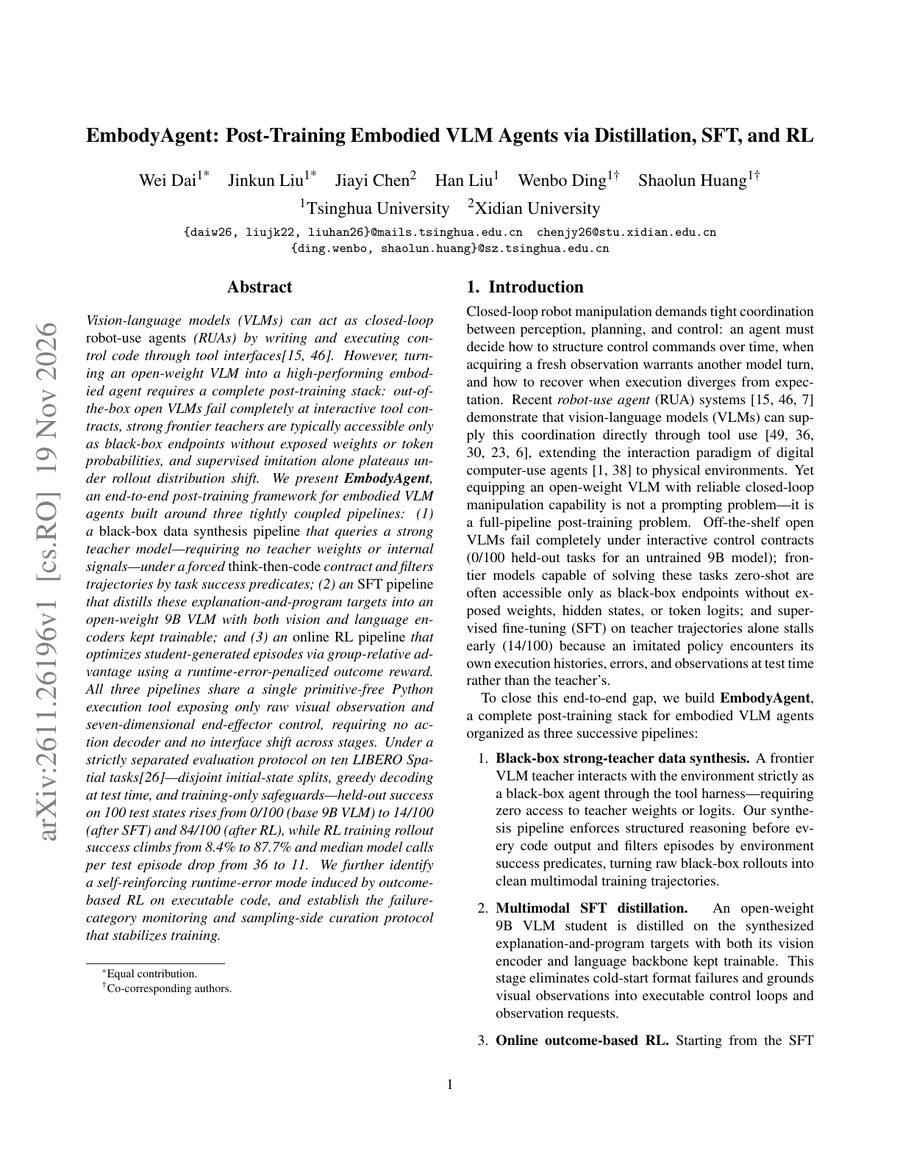 EmbodyAgent: Post-Training Embodied VLM Agents via Distillation, SFT, and RL
Wei Dai1* Jinkun Liu1* Jiayi Chen2 Han Liu1 Wenbo Ding1† Shaolun Huang1†
1Tsinghua University 2Xidian University
{daiw26, liujk22, liuhan26}@mails.tsinghua.edu.cn chenjy26@stu.xidian.edu.cn
{ding.wenbo, shaolun.huang}@sz.tsinghua.edu.cn
arXiv:2611.26196v1 [cs.RO] 19 Nov 2026
Abstract
Vision-language models (VLMs) can act as closed-loop
robot-use agents (RUAs) by writing and executing con-
trol code through tool interfaces[15, 46]. However, turn-
ing an open-weight VLM into a high-performing embod-
ied agent requires a complete post-training stack: out-of-
the-box open VLMs fail completely at interactive tool con-
tracts, strong frontier teachers are typically accessible only
as black-box endpoints without exposed weights or token
probabilities, and supervised imitation alone plateaus un-
der rollout distribution shift. We present EmbodyAgent,
an end-to-end post-training framework for embodied VLM
agents built around three tightly coupled pipelines: (1)
a black-box data synthesis pipeline that queries a strong
teacher model—requiring no teacher weights or internal
signals—under a forced think-then-code contract and filters
trajectories by task success predicates; (2) an SFT pipeline
that distills these explanation-and-program targets into an
open-weight 9B VLM with both vision and language en-
coders kept trainable; and (3) an online RL pipeline that
optimizes student-generated episodes via group-relative ad-
vantage using a runtime-error-penalized outcome reward.
All three pipelines share a single primitive-free Python
execution tool exposing only raw visual observation and
seven-dimensional end-effector control, requiring no ac-
tion decoder and no interface shift across stages. Under a
strictly separated evaluation protocol on ten LIBERO Spa-
tial tasks[26]—disjoint initial-state splits, greedy decoding
at test time, and training-only safeguards—held-out success
on 100 test states rises from 0/100 (base 9B VLM) to 14/100
(after SFT) and 84/100 (after RL), while RL training rollout
success climbs from 8.4% to 87.7% and median model calls
per test episode drop from 36 to 11. We further identify
a self-reinforcing runtime-error mode induced by outcome-
based RL on executable code, and establish the failure-
category monitoring and sampling-side curation protocol
that stabilizes training.
*Equal contribution.
†Co-corresponding authors.
1. Introduction
Closed-loop robot manipulation demands tight coordination
between perception, planning, and control: an agent must
decide how to structure control commands over time, when
acquiring a fresh observation warrants another model turn,
and how to recover when execution diverges from expec-
tation. Recent robot-use agent (RUA) systems [15, 46, 7]
demonstrate that vision-language models (VLMs) can sup-
ply this coordination directly through tool use [49, 36,
30, 23, 6], extending the interaction paradigm of digital
computer-use agents [1, 38] to physical environments. Yet
equipping an open-weight VLM with reliable closed-loop
manipulation capability is not a prompting problem—it is
a full-pipeline post-training problem. Off-the-shelf open
VLMs fail completely under interactive control contracts
(0/100 held-out tasks for an untrained 9B model); fron-
tier models capable of solving these tasks zero-shot are
often accessible only as black-box endpoints without ex-
posed weights, hidden states, or token logits; and super-
vised fine-tuning (SFT) on teacher trajectories alone stalls
early (14/100) because an imitated policy encounters its
own execution histories, errors, and observations at test time
rather than the teacher's.
To close this end-to-end gap, we build EmbodyAgent,
a complete post-training stack for embodied VLM agents
organized as three successive pipelines:
1. Black-box strong-teacher data synthesis. A frontier
VLM teacher interacts with the environment strictly as
a black-box agent through the tool harness—requiring
zero access to teacher weights or logits. Our synthe-
sis pipeline enforces structured reasoning before ev-
ery code output and filters episodes by environment
success predicates, turning raw black-box rollouts into
clean multimodal training trajectories.
2. Multimodal SFT distillation. An open-weight
9B VLM student is distilled on the synthesized
explanation-and-program targets with both its vision
encoder and language backbone kept trainable. This
stage eliminates cold-start format failures and grounds
visual observations into executable control loops and
observation requests.
3. Online outcome-based RL. Starting from the SFT
1